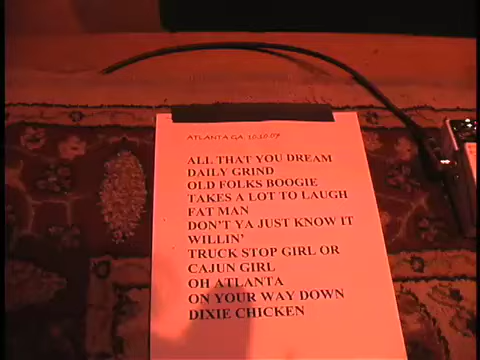 ATLANTA GA 10.20.07
ALL THAT YOU DREAM
DAILY GRIND
OLD FOLKS BOOGIE
TAKES A LOT TO LAUGH
FAT MAN
DON'T YA JUST KNOW IT
WILLIN'
TRUCK STOP GIRL OR
CAJUN GIRL
OH ATLANTA
ON YOUR WAY DOWN
DIXIE CHICKEN